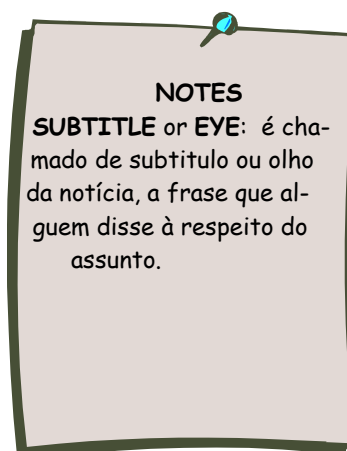 NOTES
SUBTITLE or EYE: é cha-
mado de subtitulo ou olho
da notícia, a frase que al-
guem disse à respeito do
assunto.